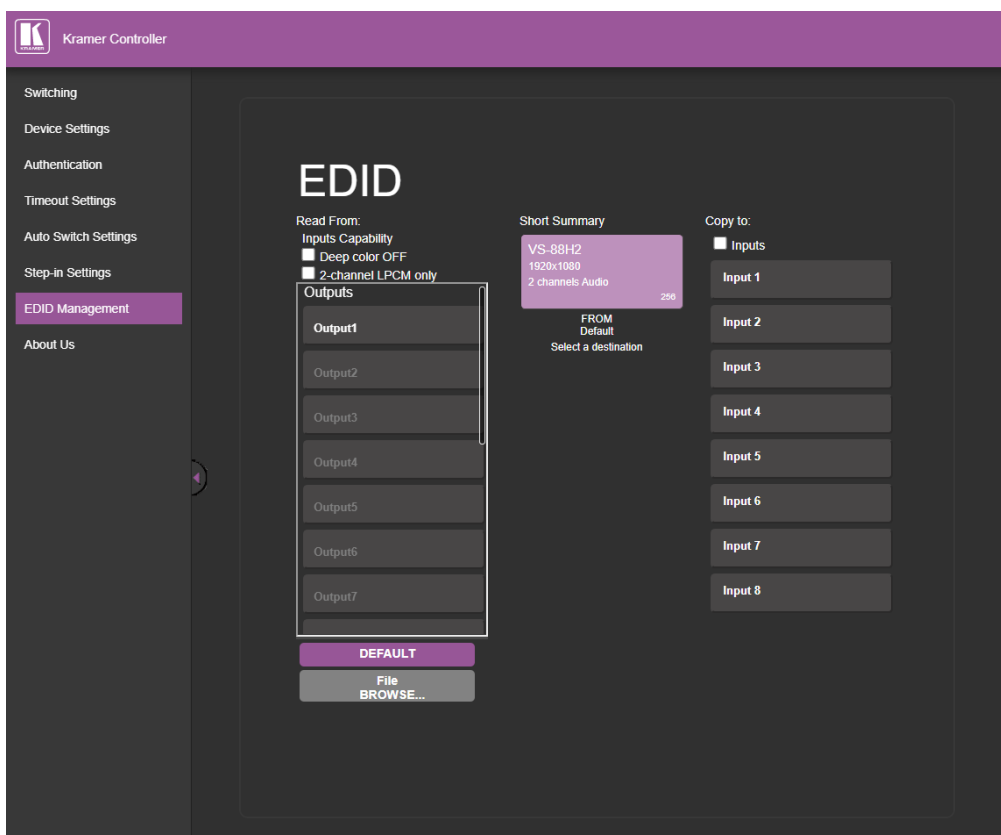 KRAMER
Kramer Controller
Switching
Device Settings
Authentication
Timeout Settings
Auto Switch Settings
Step-in Settings
EDID Management
About Us
EDID
Read From:
Inputs Capability
Deep color OFF
2-channel LPCM only
Outputs
Output1
Output2
Output3
Output4
Output5
Output6
Output7
DEFAULT
File
BROWSE...
Short Summary
VS-88H2
1920x1080
2 channels Audio
256
FROM
Default
Select a destination
Copy to:
Inputs
Input 1
Input 2
Input 3
Input 4
Input 5
Input 6
Input 7
Input 8